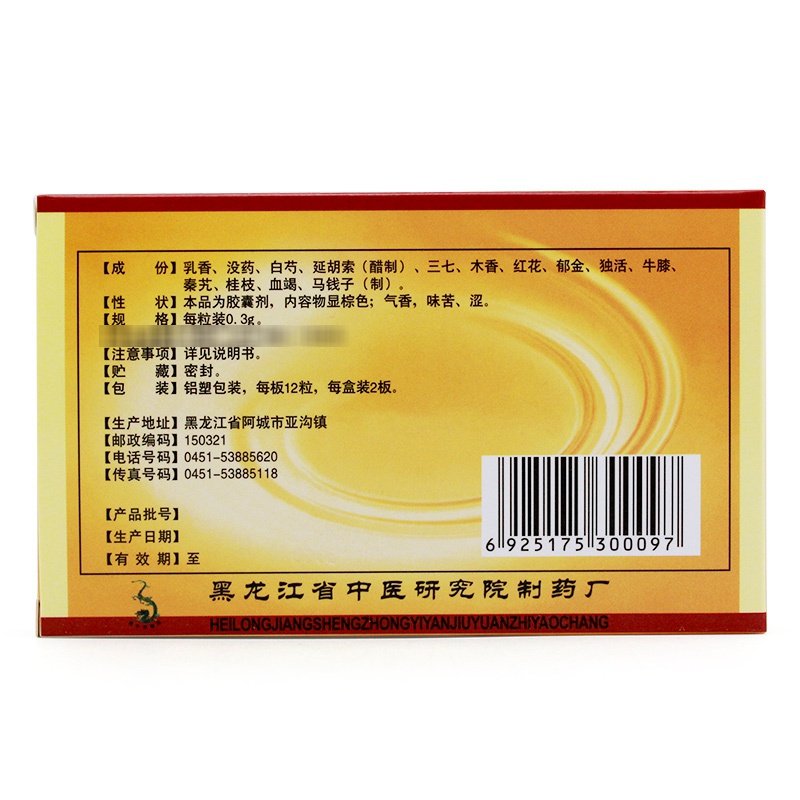 【成　份】乳香、没药、白芍、延胡索（醋制）、三七、木香、红花、郁金、独活、牛膝、
秦艽、桂枝、血竭、马钱子（制）。
【性　状】本品为胶囊剂，内容物显棕色；气香，味苦、涩。
【规　格】每粒装0.3g。
【注意事项】详见说明书。
【贮　藏】密封。
【包　装】铝塑包装，每板12粒，每盒装2板。
【生产地址】黑龙江省阿城市亚沟镇
【邮政编码】150321
【电话号码】0451-53885620
【传真号码】0451-53885118
【产品批号】
【生产日期】
【有 效 期】至
6 925175 300097
黑龙江省中医研究院制药厂
HEILONGJIANGSHENGZHONGYIYANJIUYUANZHIYAOCHANG